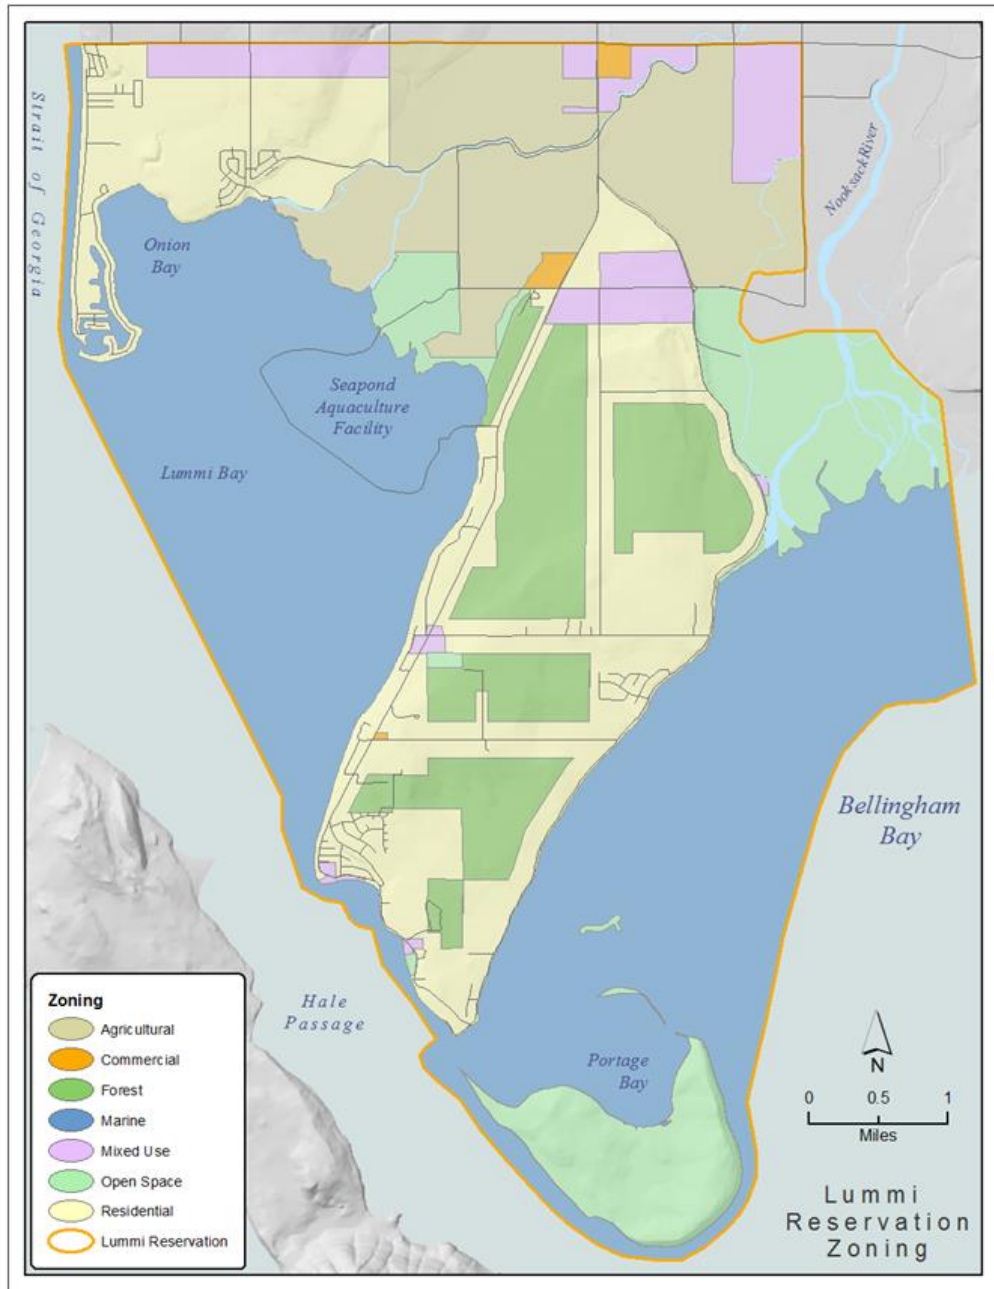 Strait of Georgia
Nooksack River
Onion
Bay
Seapond
Aquaculture
Facility
Lummi Bay
Bellingham
Bay
Hale
Passage
Portage
Bay
Zoning
Agricultural
Commercial
Forest
Marine
Mixed Use
Open Space
Residential
Lummi Reservation
N
0 0.5 1
Miles
Lummi
Reservation
Zoning